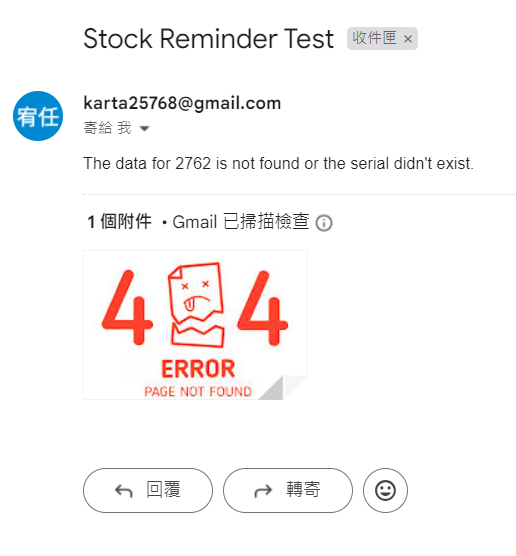 Stock Reminder Test 收件匣 ×
宥任 karta25768@gmail.com
寄給 我
The data for 2762 is not found or the serial didn't exist.
1 個附件 • Gmail 已掃描檢查
4 4
ERROR
PAGE NOT FOUND
回覆 轉寄